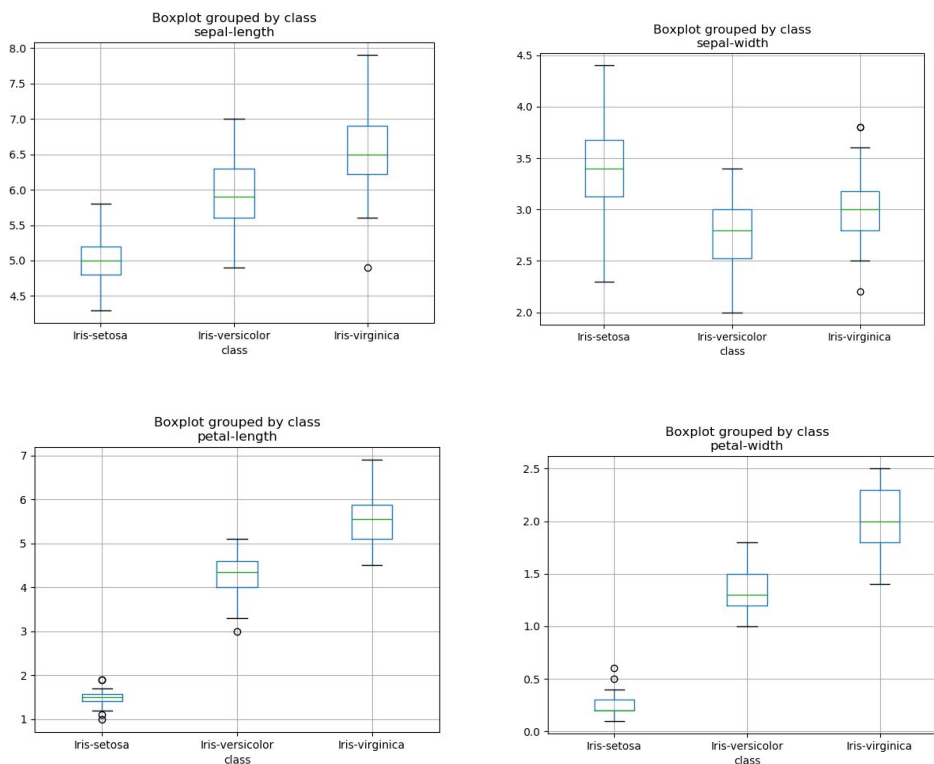 Boxplot grouped by class
sepal-length
8.0
7.5
7.0
6.5
6.0
5.5
5.0
4.5
Iris-setosa Iris-versicolor Iris-virginica
class
Boxplot grouped by class
sepal-width
4.5
4.0
3.5
3.0
2.5
2.0
Iris-setosa Iris-versicolor Iris-virginica
class
Boxplot grouped by class
petal-length
7
6
5
4
3
2
1
Iris-setosa Iris-versicolor Iris-virginica
class
Boxplot grouped by class
petal-width
2.5
2.0
1.5
1.0
0.5
0.0
Iris-setosa Iris-versicolor Iris-virginica
class